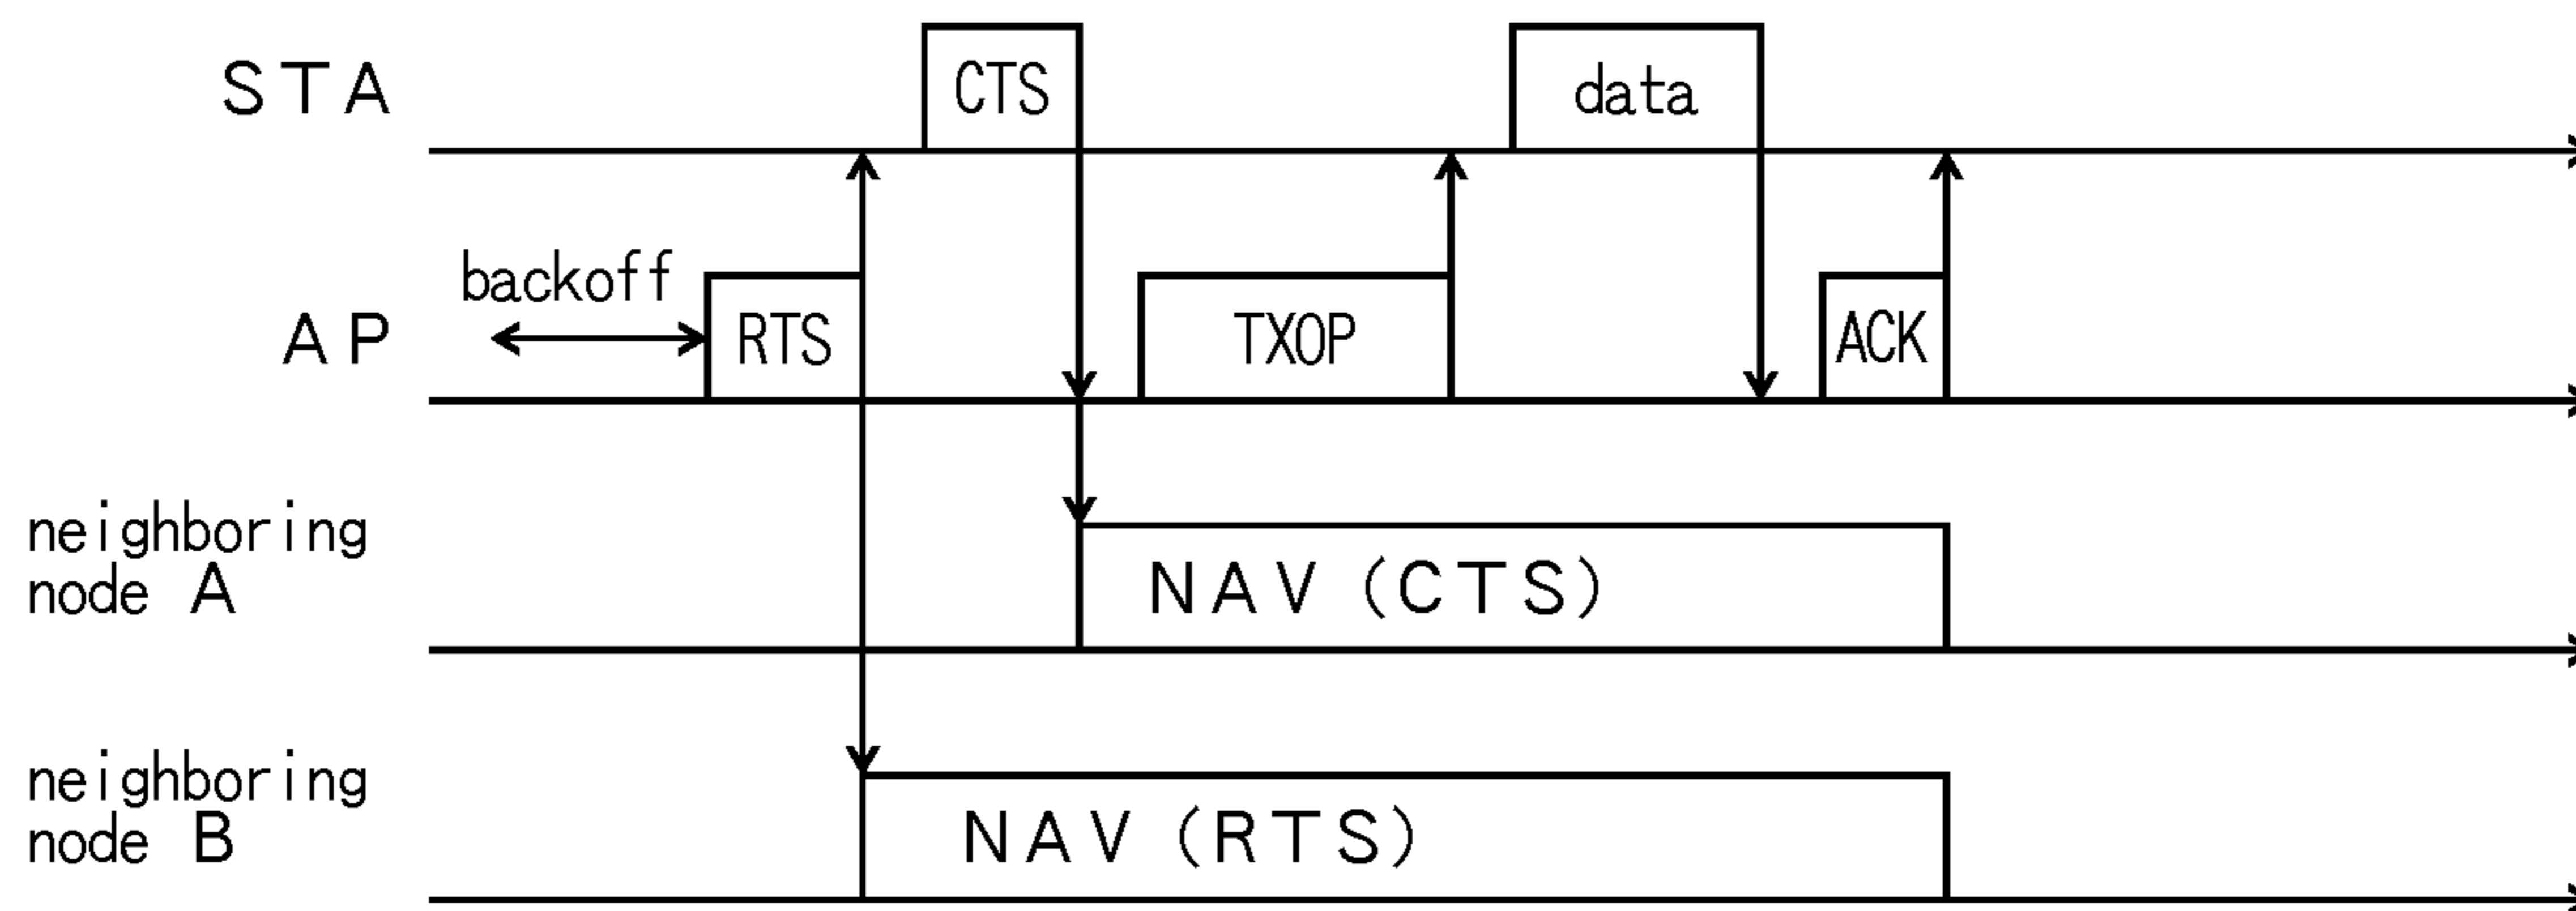 STA
CTS
data
AP
backoff
RTS
TXOP
ACK
neighboring
node A
NAV (CTS)
neighboring
node B
NAV (RTS)